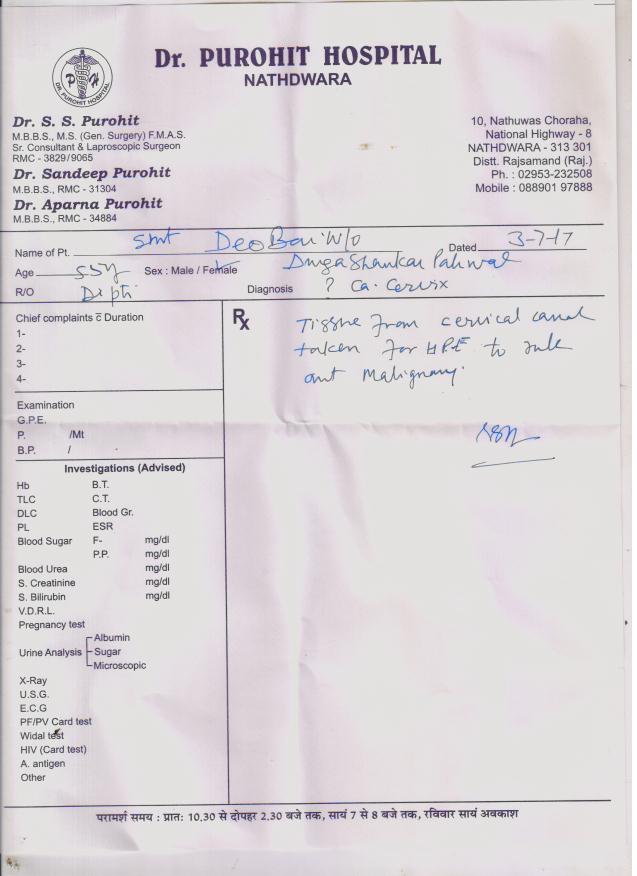 Dr. PUROHIT HOSPITAL
NATHDWARA
DR. PUROHIT HOSPITAL
Dr. S. S. Purohit
M.B.B.S., M.S. (Gen. Surgery) F.M.A.S.
Sr. Consultant & Laproscopic Surgeon
RMC - 3829/9065
Dr. Sandeep Purohit
M.B.B.S., RMC - 31304
Dr. Aparna Purohit
M.B.B.S., RMC - 34884
10, Nathuwas Choraha,
National Highway - 8
NATHDWARA - 313 301
Distt. Rajsamand (Raj.)
Ph. : 02953-232508
Mobile : 088901 97888
Name of Pt. Smt Deo Bai W/o Dated 3-7-17
Age 55y Sex : Male / Female Durga Shankar
R/O Diagnosis ? Ca. Cervix
Chief complaints c̄ Duration
1-
2-
3-
4-
Examination
G.P.E.
P. /Mt
B.P. /
Rx
Tissue from cervical canal
taken for HPE to rule
out Malignancy.
Investigations (Advised)
Hb B.T.
TLC C.T.
DLC Blood Gr.
PL ESR
Blood Sugar F- mg/dl
P.P. mg/dl
Blood Urea mg/dl
S. Creatinine mg/dl
S. Bilirubin mg/dl
V.D.R.L.
Pregnancy test
Albumin
Urine Analysis Sugar
Microscopic
X-Ray
U.S.G.
E.C.G
PF/PV Card test
Widal test
HIV (Card test)
A. antigen
Other
परामर्श समय : प्रातः 10.30 से दोपहर 2.30 बजे तक, सायं 7 से 8 बजे तक, रविवार सायं अवकाश